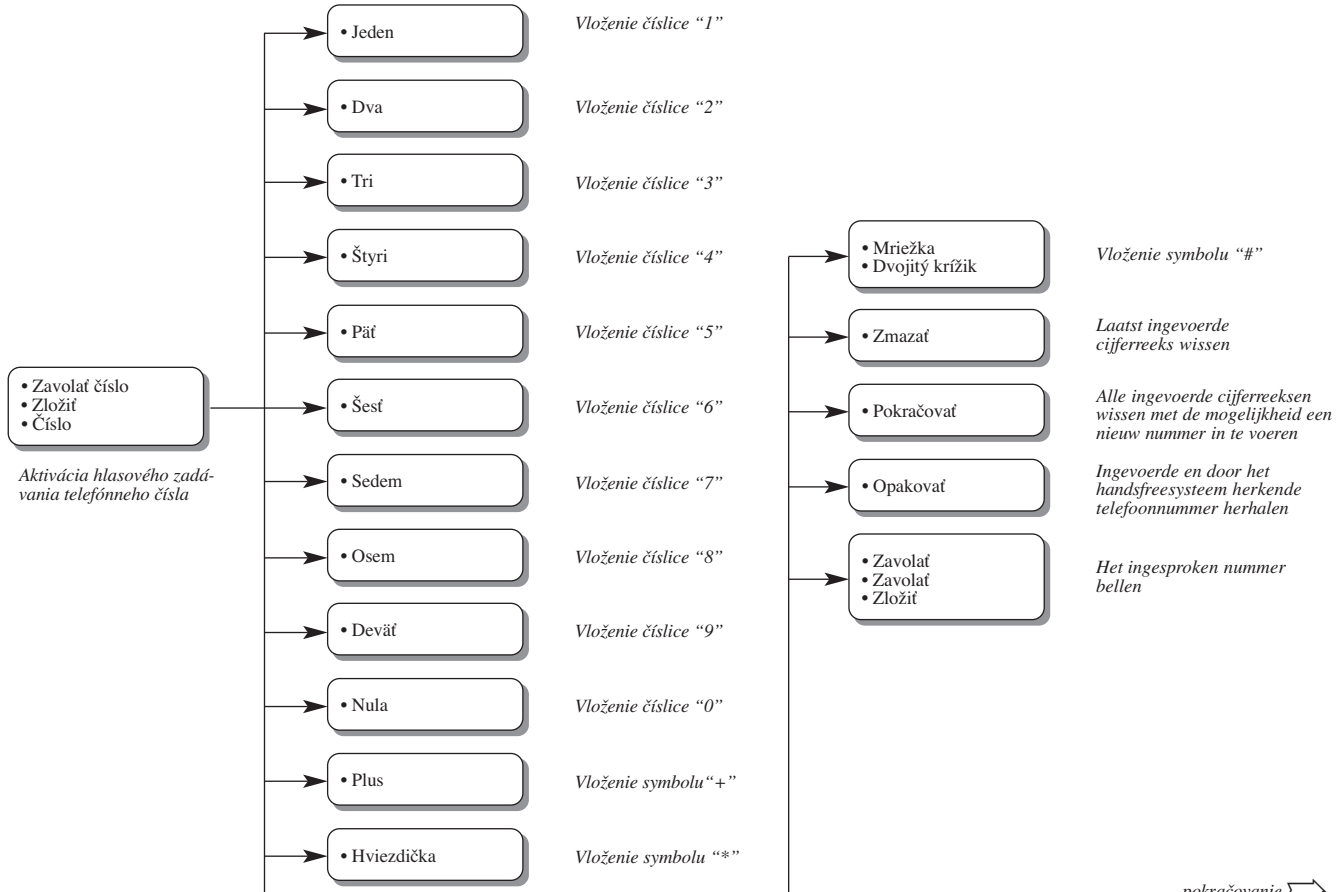 • Jeden
Vloženie číslice “1”
• Dva
Vloženie číslice “2”
• Tri
Vloženie číslice “3”
• Štyri
Vloženie číslice “4”
• Päť
Vloženie číslice “5”
• Zavolať číslo
• Zložiť
• Číslo
Aktivácia hlasového zadá-
vania telefónneho čísla
• Šesť
Vloženie číslice “6”
• Sedem
Vloženie číslice “7”
• Osem
Vloženie číslice “8”
• Deväť
Vloženie číslice “9”
• Nula
Vloženie číslice “0”
• Plus
Vloženie symbolu“+”
• Hviezdička
Vloženie symbolu “*”
• Mriežka
• Dvojitý krížik
Vloženie symbolu “#”
• Zmazať
Laatst ingevoerde
cijferreeks wissen
• Pokračovať
Alle ingevoerde cijferreeksen
wissen met de mogelijkheid een
nieuw nummer in te voeren
• Opakovať
Ingevoerde en door het
handsfreesysteem herkende
telefoonnummer herhalen
• Zavolať
• Zavolať
• Zložiť
Het ingesproken nummer
bellen
pokračovanie